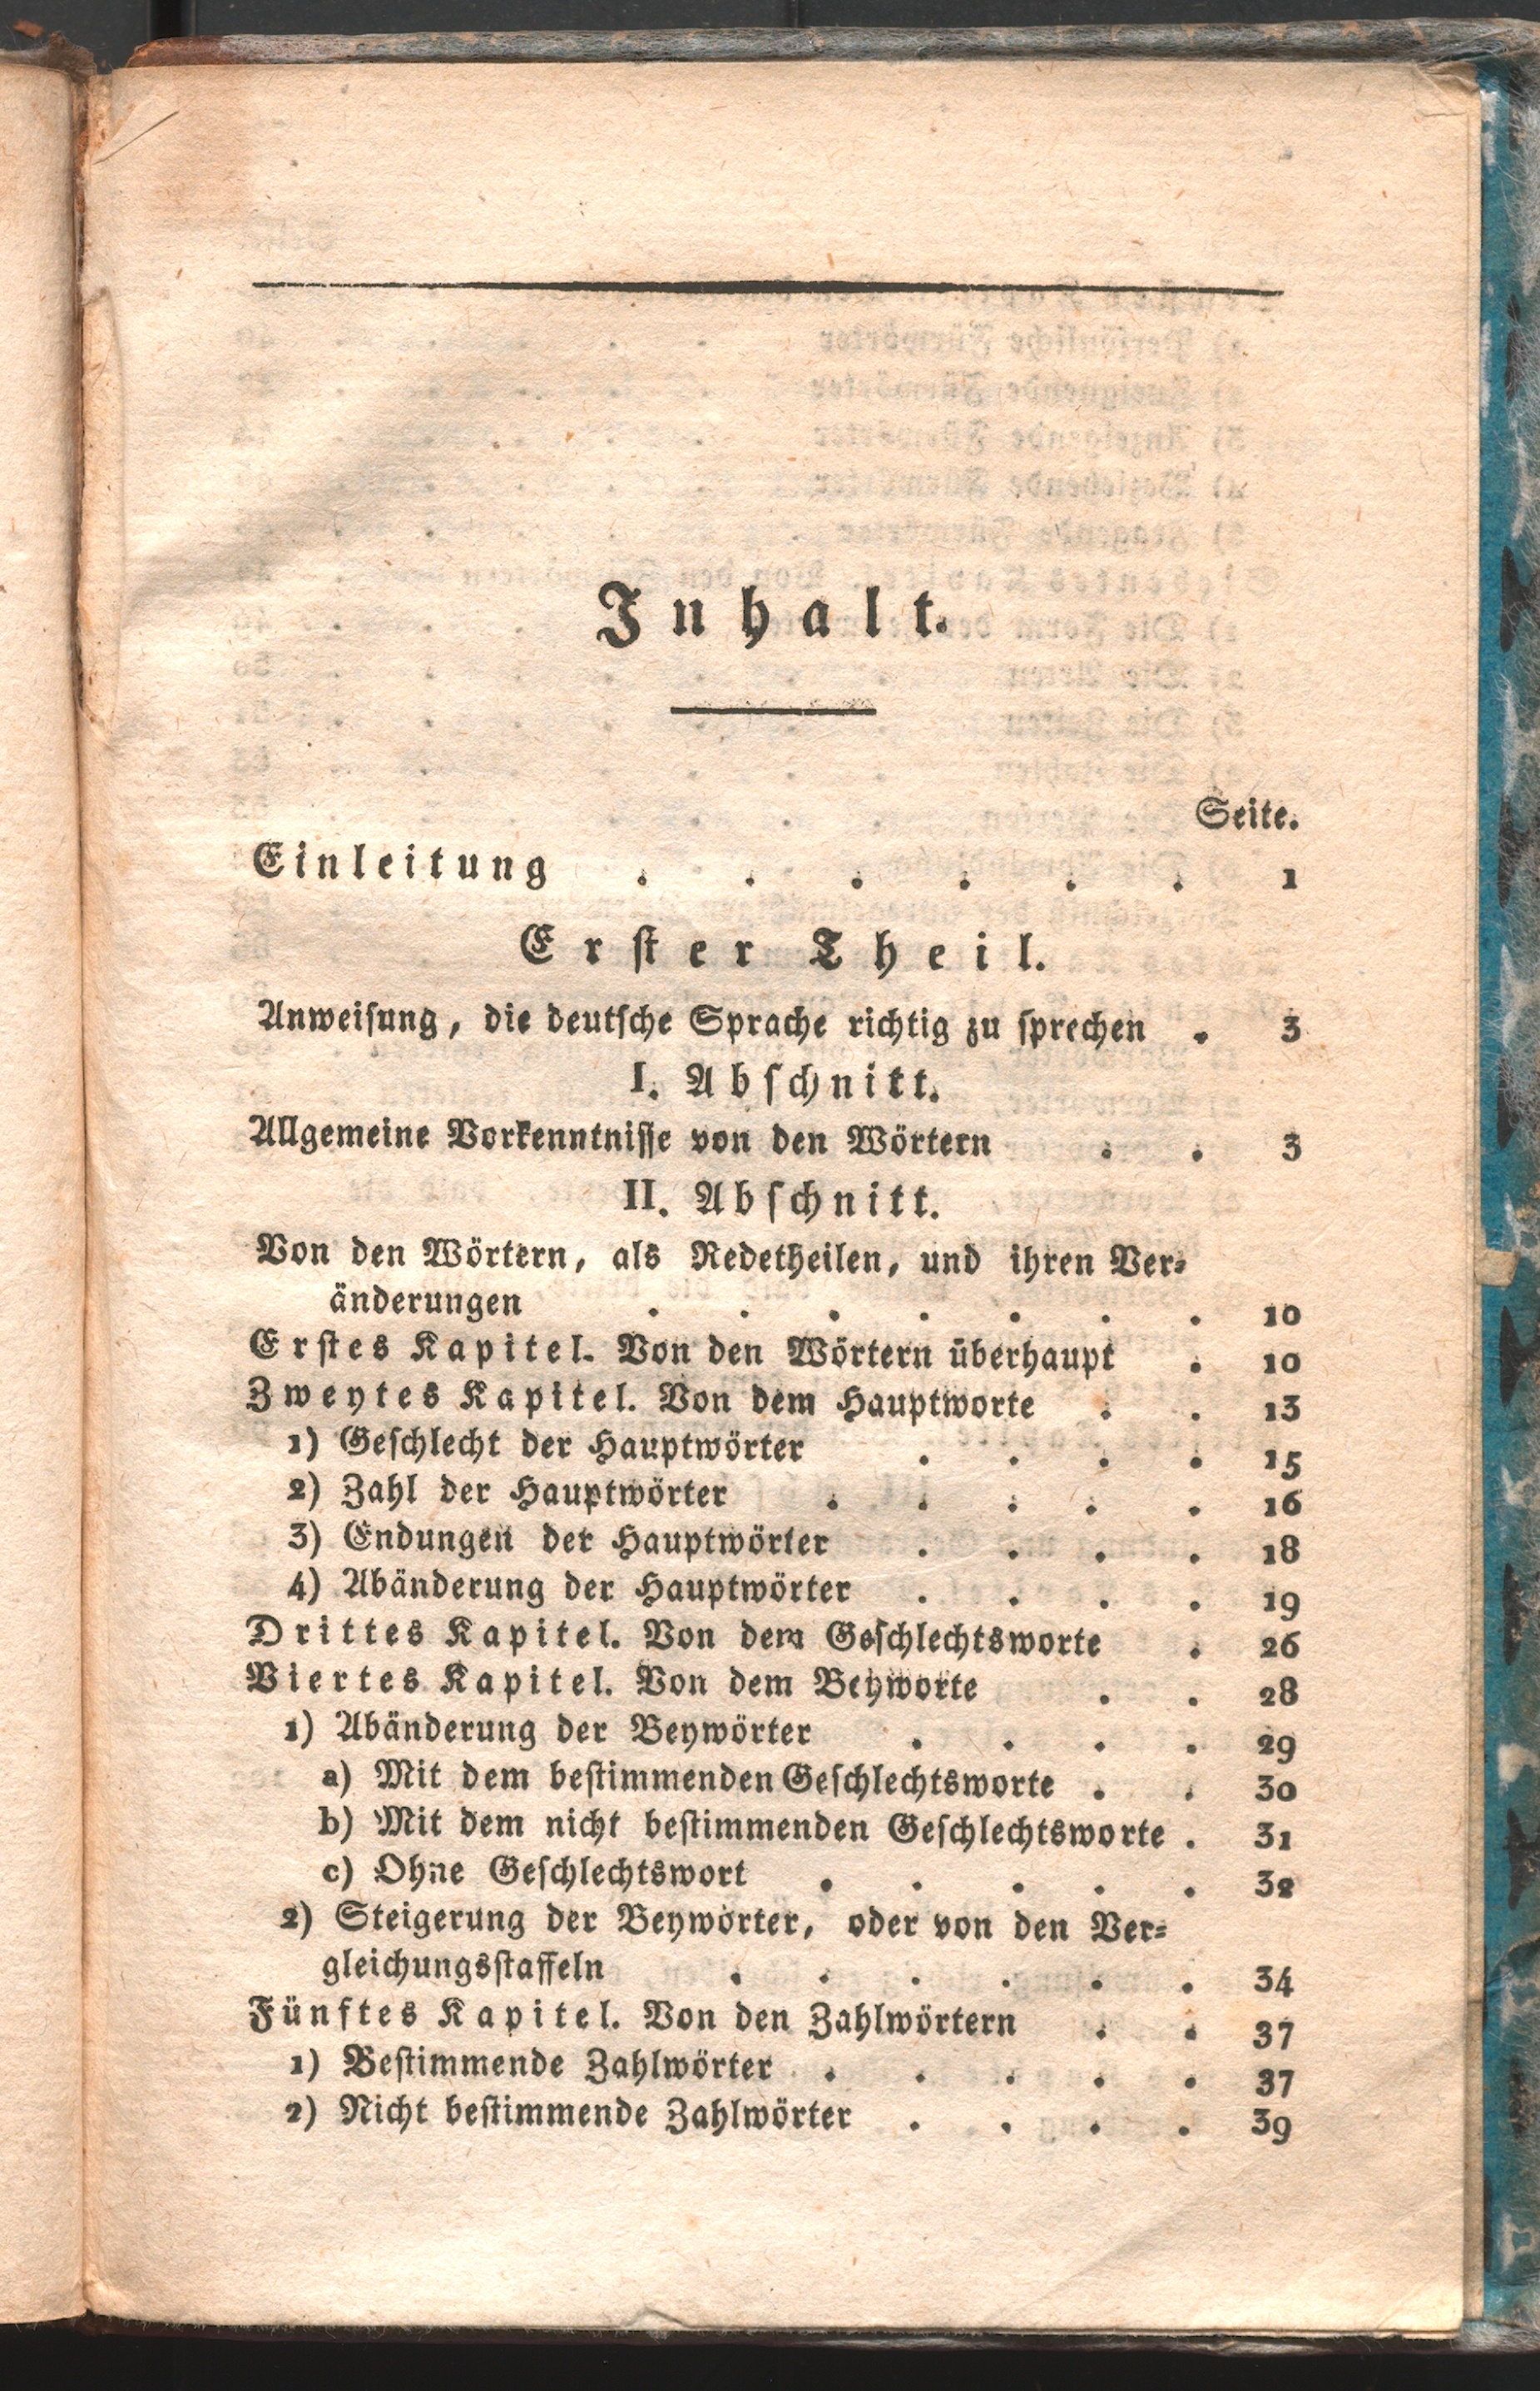 Inhalt.
Seite.
Einleitung . . . . . . 1
Erster Theil.
Anweisung, die deutsche Sprache richtig zu sprechen . 3
I. Abschnitt.
Allgemeine Vorkenntnisse von den Wörtern . . 3
II. Abschnitt.
Von den Wörtern, als Redetheilen, und ihren Ver-
änderungen . . . . . . . 10
Erstes Kapitel. Von den Wörtern überhaupt . 10
Zweytes Kapitel. Von dem Hauptworte . . 13
1) Geschlecht der Hauptwörter . . . . 15
2) Zahl der Hauptwörter . . . . . 16
3) Endungen der Hauptwörter . . . . 18
4) Abänderung der Hauptwörter . . . . 19
Drittes Kapitel. Von dem Geschlechtsworte . 26
Viertes Kapitel. Von dem Beyworte . . 28
1) Abänderung der Beywörter . . . . 29
a) Mit dem bestimmenden Geschlechtsworte . . 30
b) Mit dem nicht bestimmenden Geschlechtsworte . 31
c) Ohne Geschlechtswort . . . . . 32
2) Steigerung der Beywörter, oder von den Ver-
gleichungsstaffeln . . . . . . 34
Fünftes Kapitel. Von den Zahlwörtern . . 37
1) Bestimmende Zahlwörter . . . . . 37
2) Nicht bestimmende Zahlwörter . . . . 39